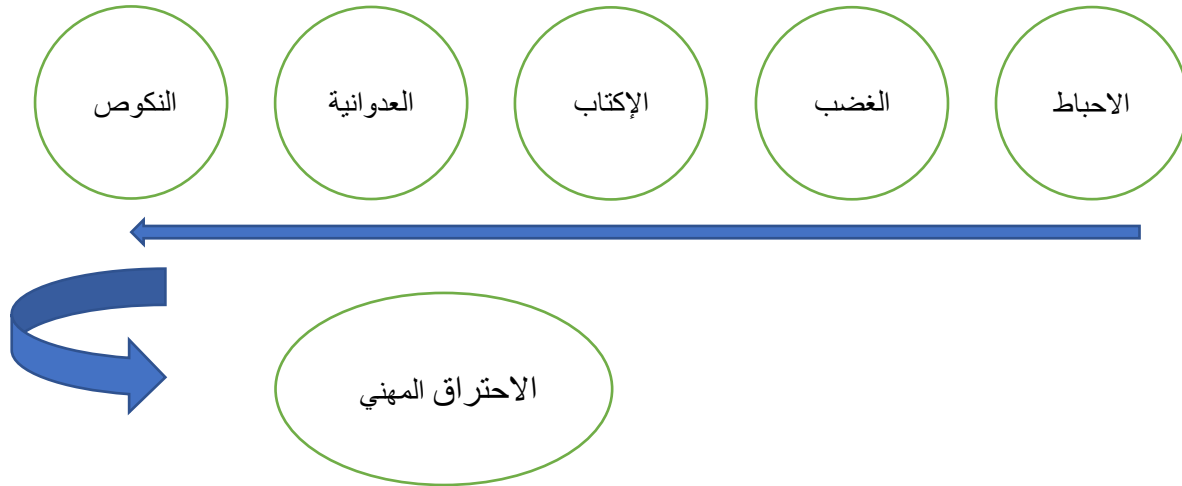 الاحباط
الغضب
الإكتاب
العدوانية
النكوص
الاحتراق المهني